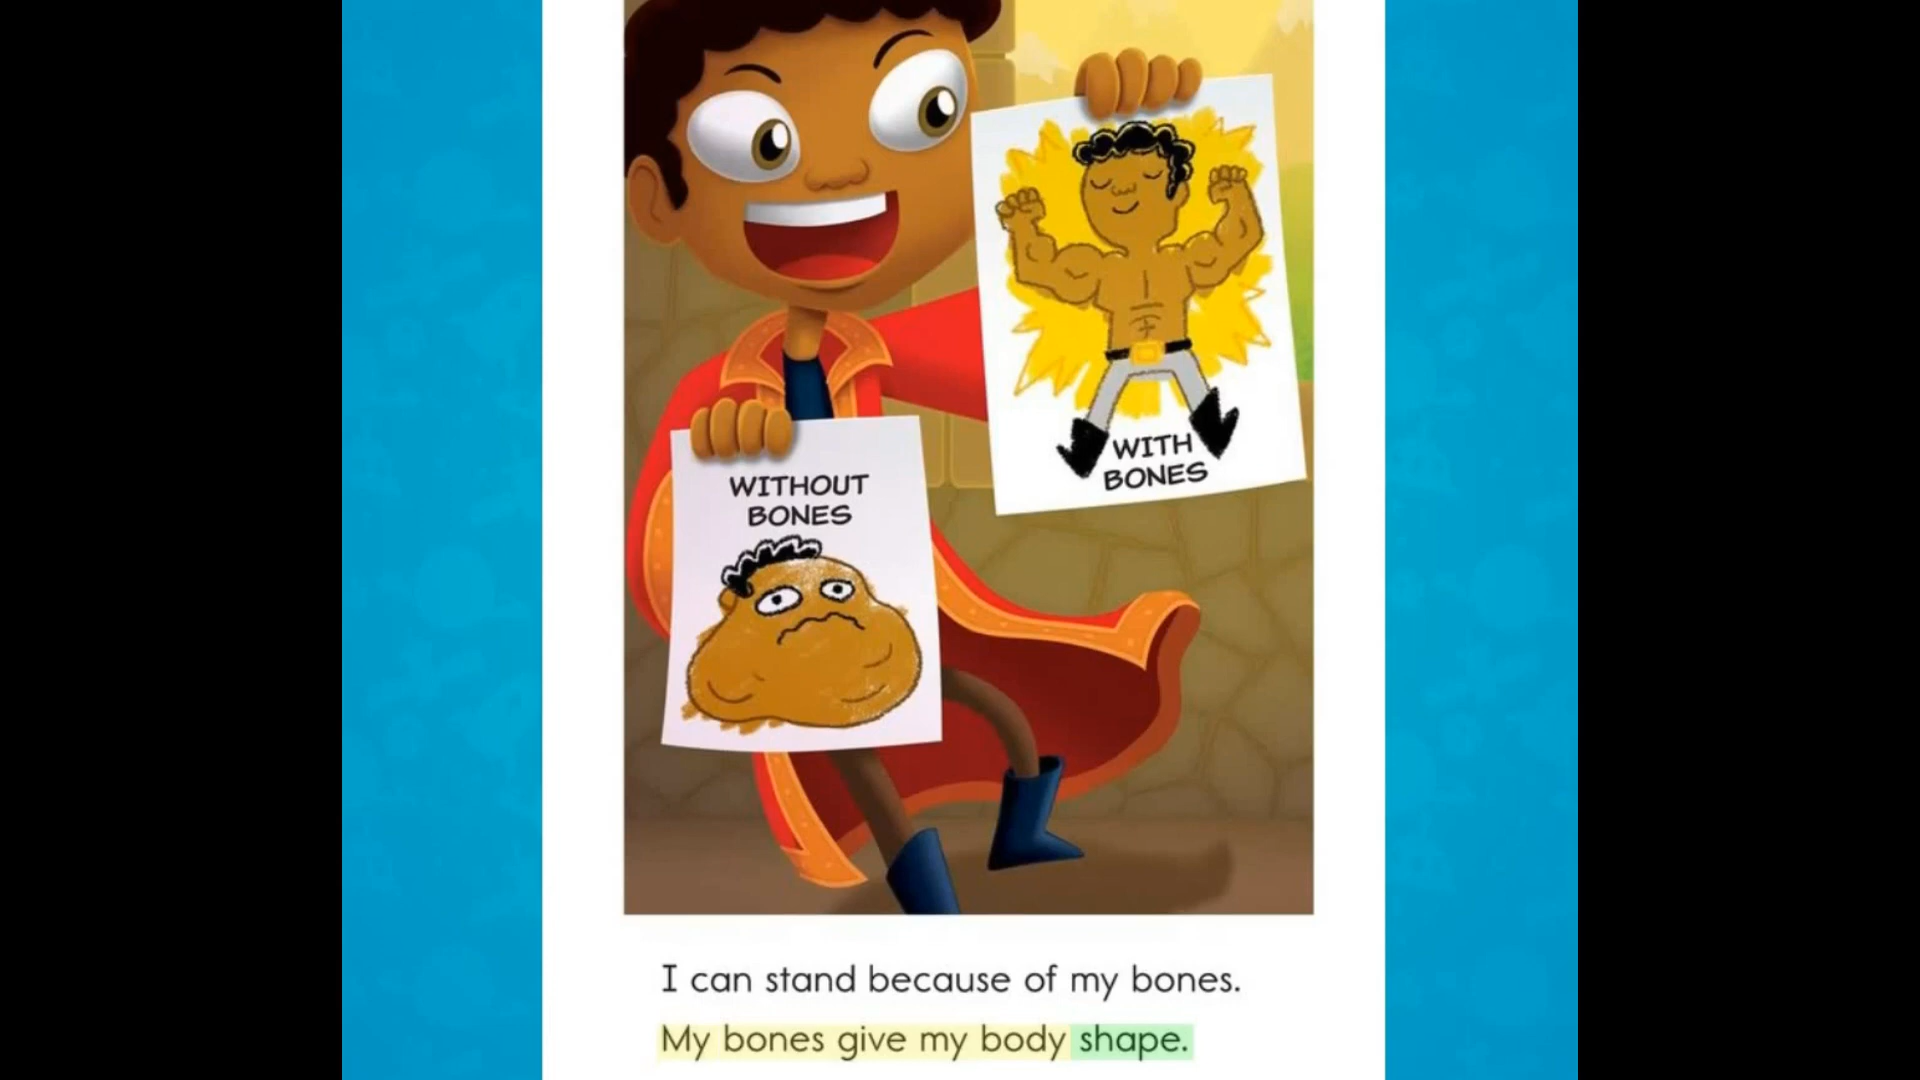 WITH
BONES
WITHOUT
BONES
I can stand because of my bones.
My bones give my body shape.